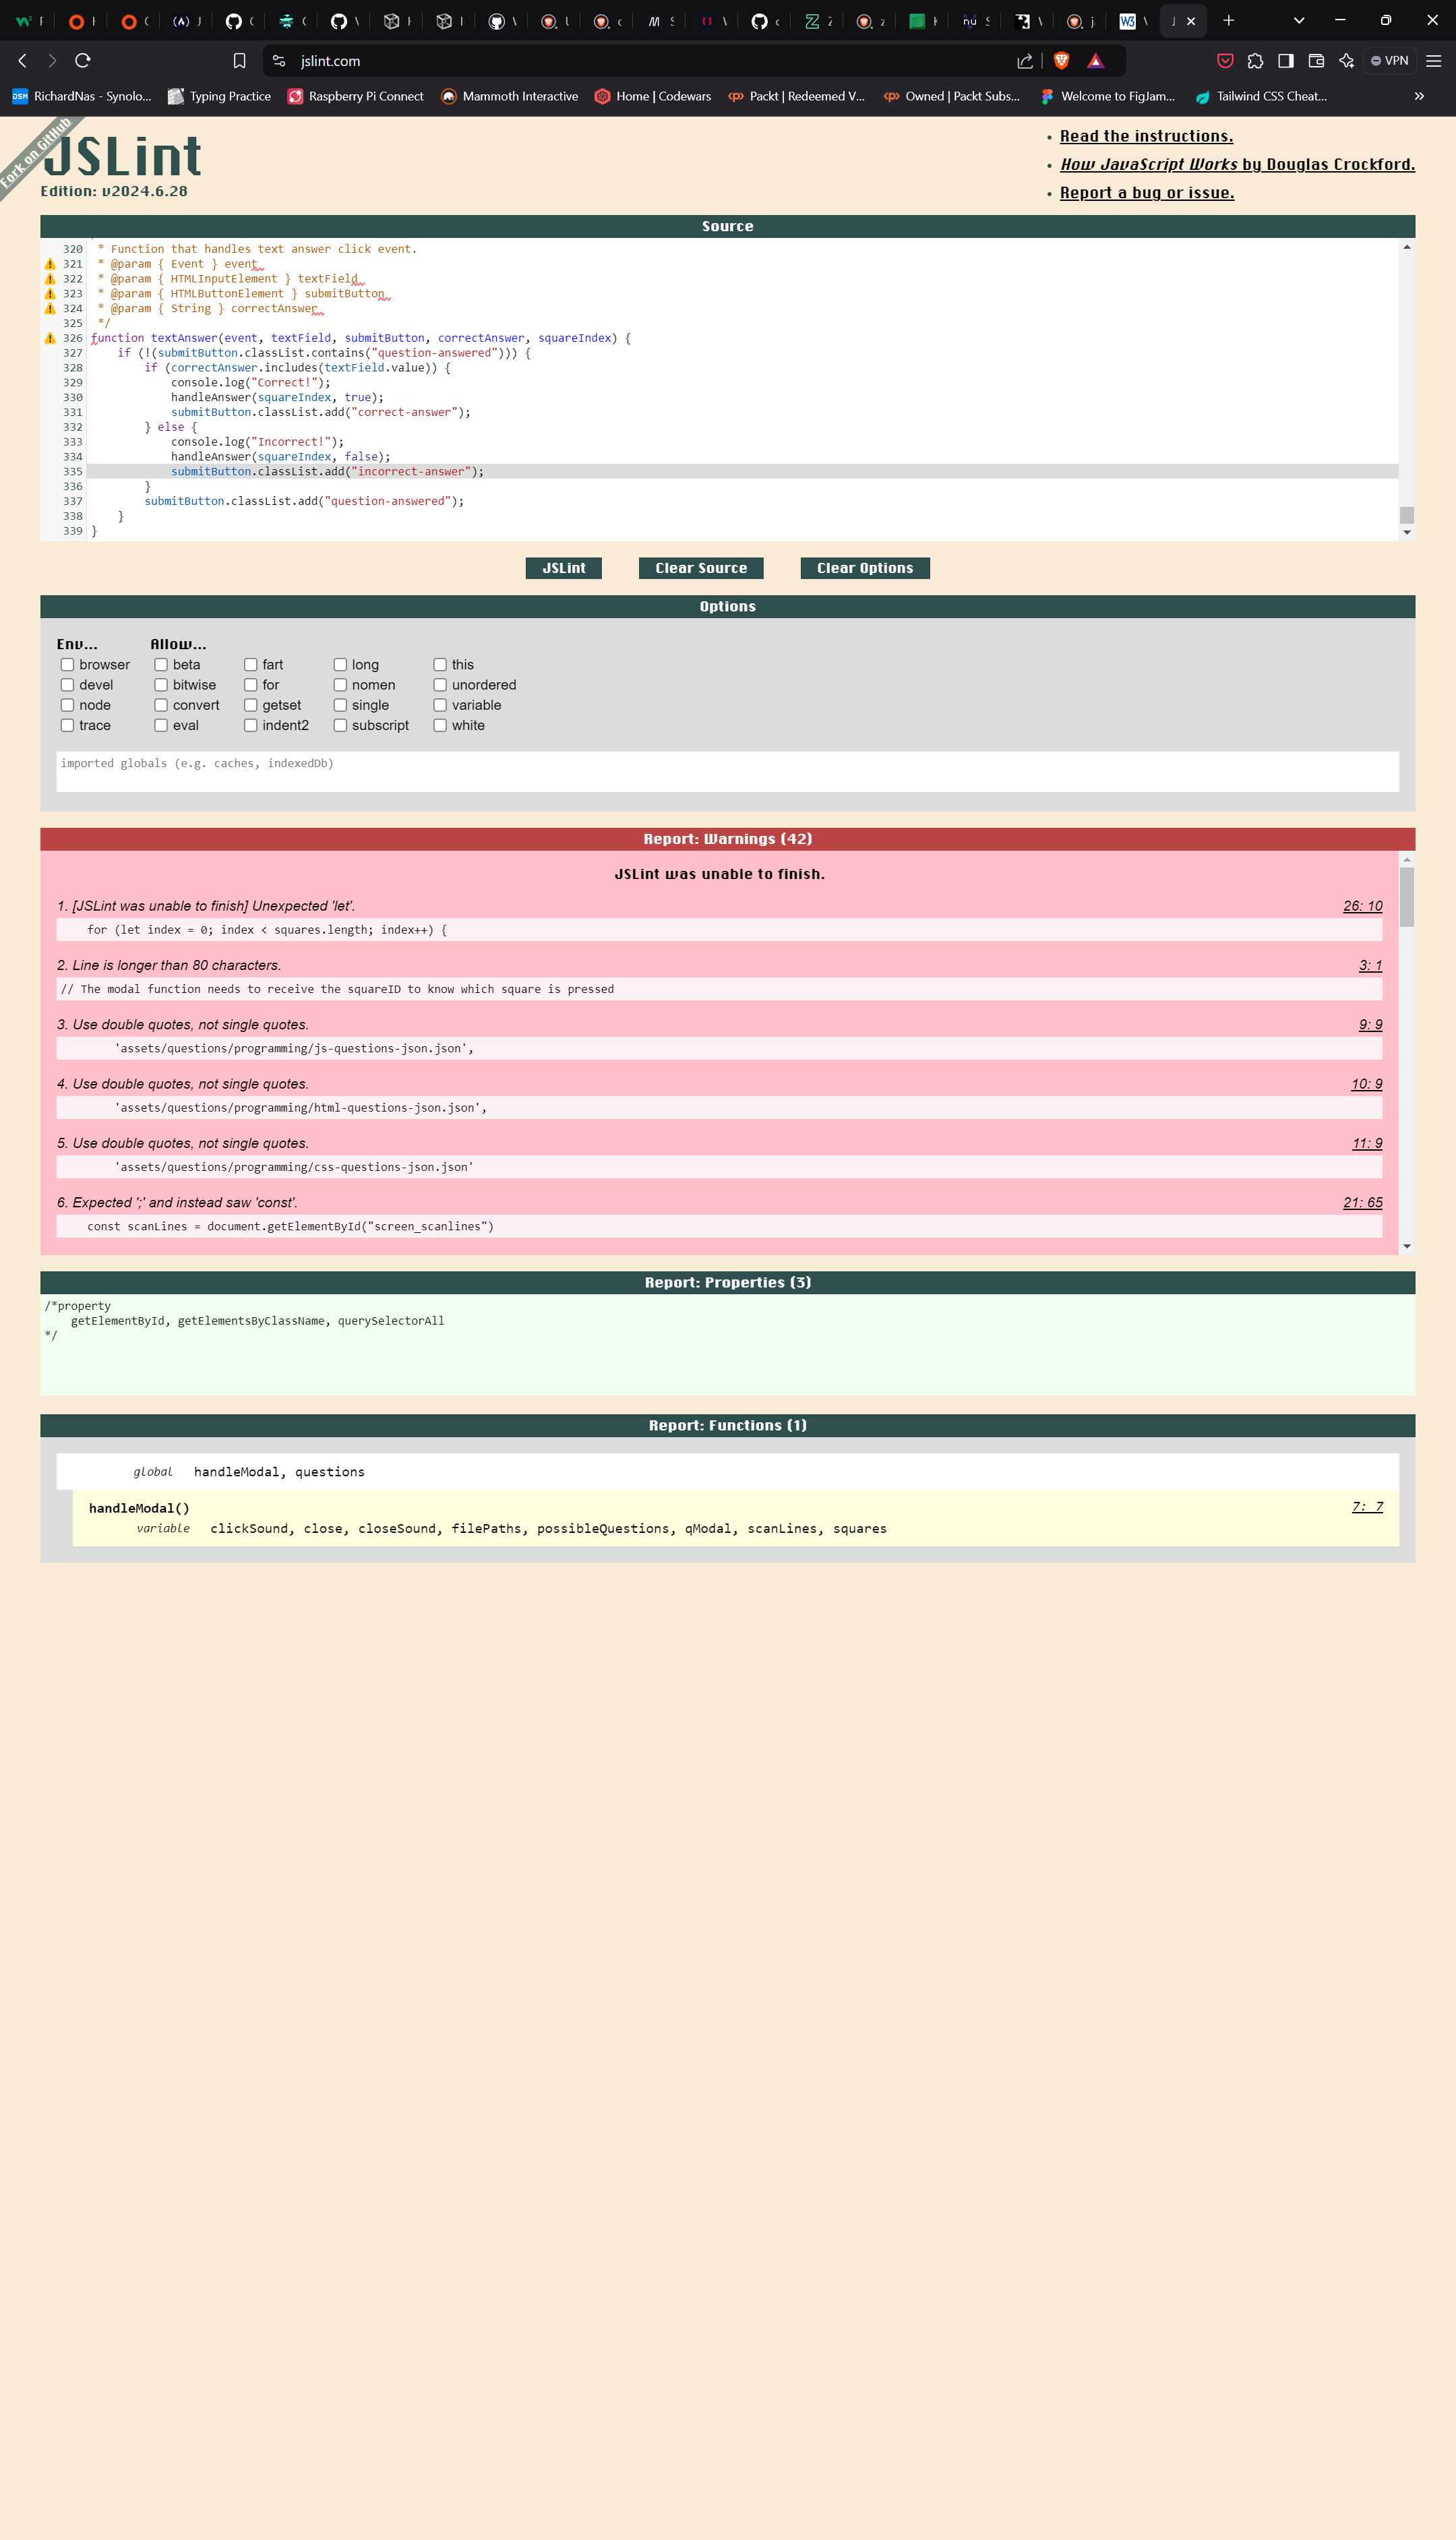 jslint.com
VPN
RichardNas - Synolo...
Typing Practice
Raspberry Pi Connect
Mammoth Interactive
Home | Codewars
Packt | Redeemed V...
Owned | Packt Subs...
Welcome to FigJam...
Tailwind CSS Cheat...
Fork on GitHub
JSLint
Edition: v2024.6.28
Read the instructions.
How JavaScript Works by Douglas Crockford.
Report a bug or issue.
Source
320 * Function that handles text answer click event.
321 * @param { Event } event
322 * @param { HTMLInputElement } textField
323 * @param { HTMLButtonElement } submitButton
324 * @param { String } correctAnswer
325 */
326 function textAnswer(event, textField, submitButton, correctAnswer, squareIndex) {
327 if (!(submitButton.classList.contains("question-answered"))) {
328 if (correctAnswer.includes(textField.value)) {
329 console.log("Correct!");
330 handleAnswer(squareIndex, true);
331 submitButton.classList.add("correct-answer");
332 } else {
333 console.log("Incorrect!");
334 handleAnswer(squareIndex, false);
335 submitButton.classList.add("incorrect-answer");
336 }
337 submitButton.classList.add("question-answered");
338 }
339 }
JSLint Clear Source Clear Options
Options
Env... Allow...
browser beta fart long this
devel bitwise for nomen unordered
node convert getset single variable
trace eval indent2 subscript white
imported globals (e.g. caches, indexedDb)
Report: Warnings (42)
JSLint was unable to finish.
1. [JSLint was unable to finish] Unexpected 'let'. 26: 10
for (let index = 0; index < squares.length; index++) {
2. Line is longer than 80 characters. 3: 1
// The modal function needs to receive the squareID to know which square is pressed
3. Use double quotes, not single quotes. 9: 9
'assets/questions/programming/js-questions-json.json',
4. Use double quotes, not single quotes. 10: 9
'assets/questions/programming/html-questions-json.json',
5. Use double quotes, not single quotes. 11: 9
'assets/questions/programming/css-questions-json.json'
6. Expected ';' and instead saw 'const'. 21: 65
const scanLines = document.getElementById("screen_scanlines")
Report: Properties (3)
/*property
getElementById, getElementsByClassName, querySelectorAll
*/
Report: Functions (1)
global handleModal, questions
handleModal() 7: 7
variable clickSound, close, closeSound, filePaths, possibleQuestions, qModal, scanLines, squares